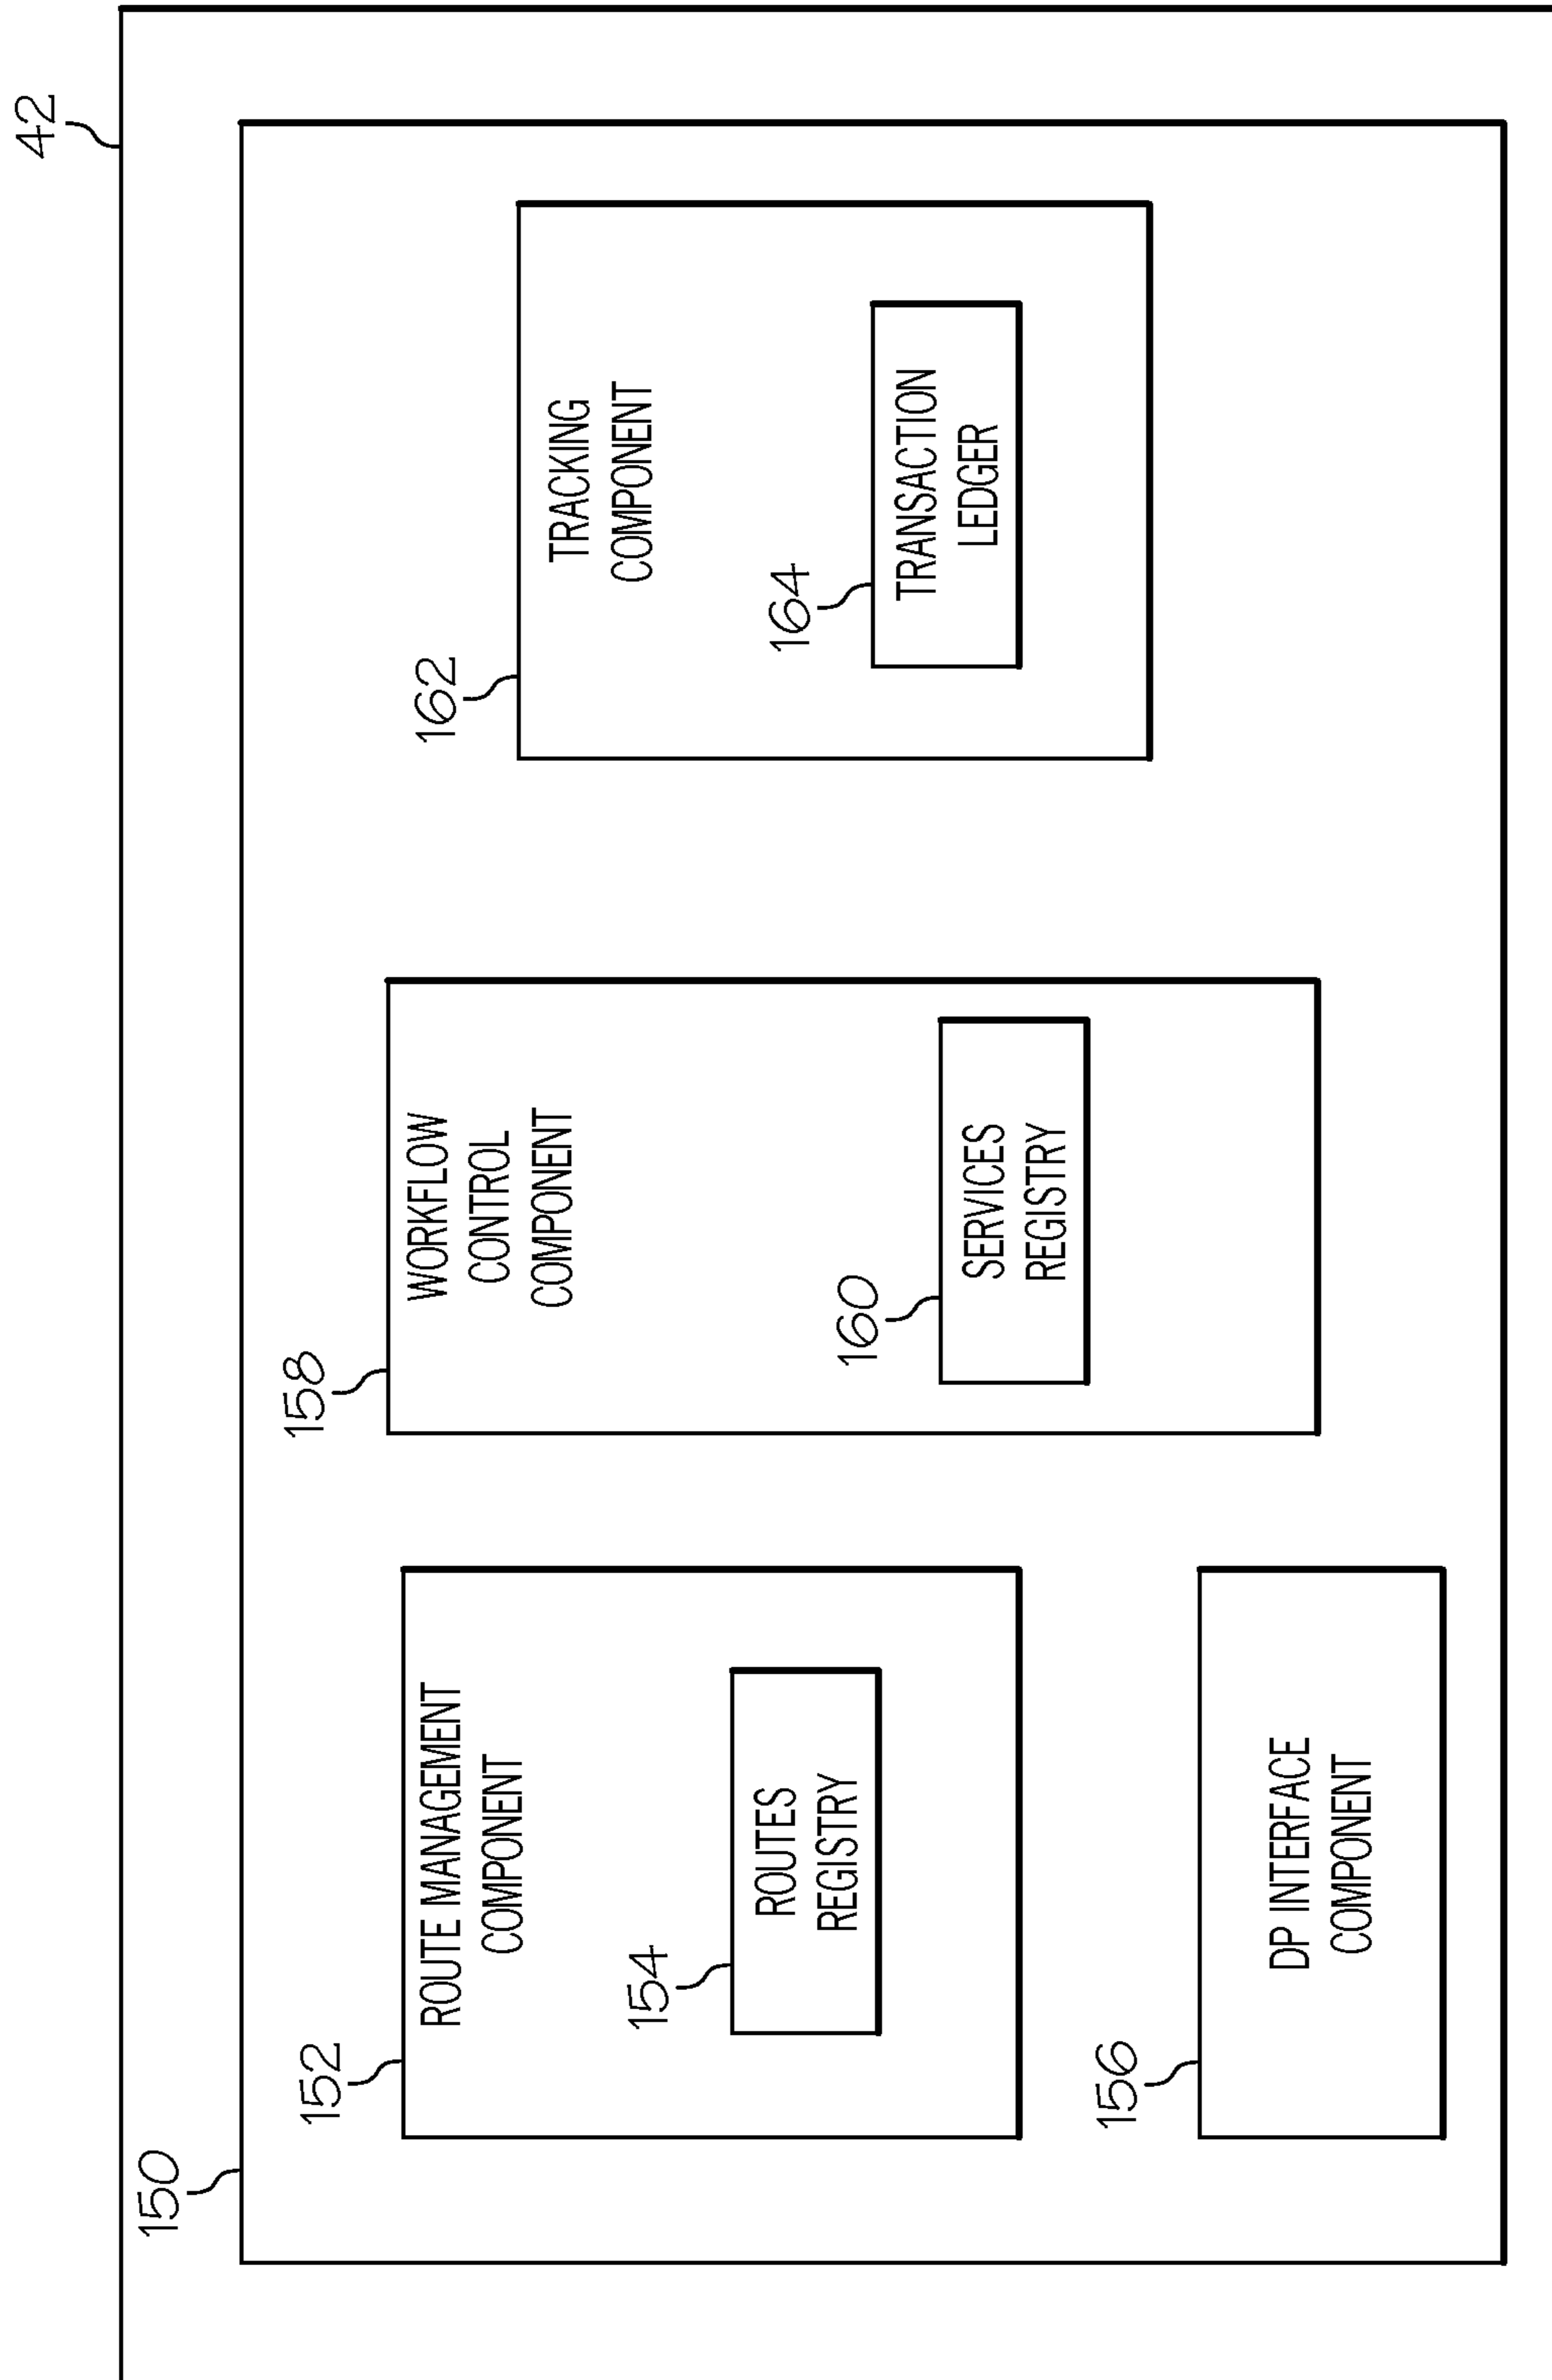 42
150
152
ROUTE MANAGEMENT
COMPONENT
154
ROUTES
REGISTRY
156
DP INTERFACE
COMPONENT
158
WORKFLOW
CONTROL
COMPONENT
160
SERVICES
REGISTRY
162
TRACKING
COMPONENT
164
TRANSACTION
LEDGER